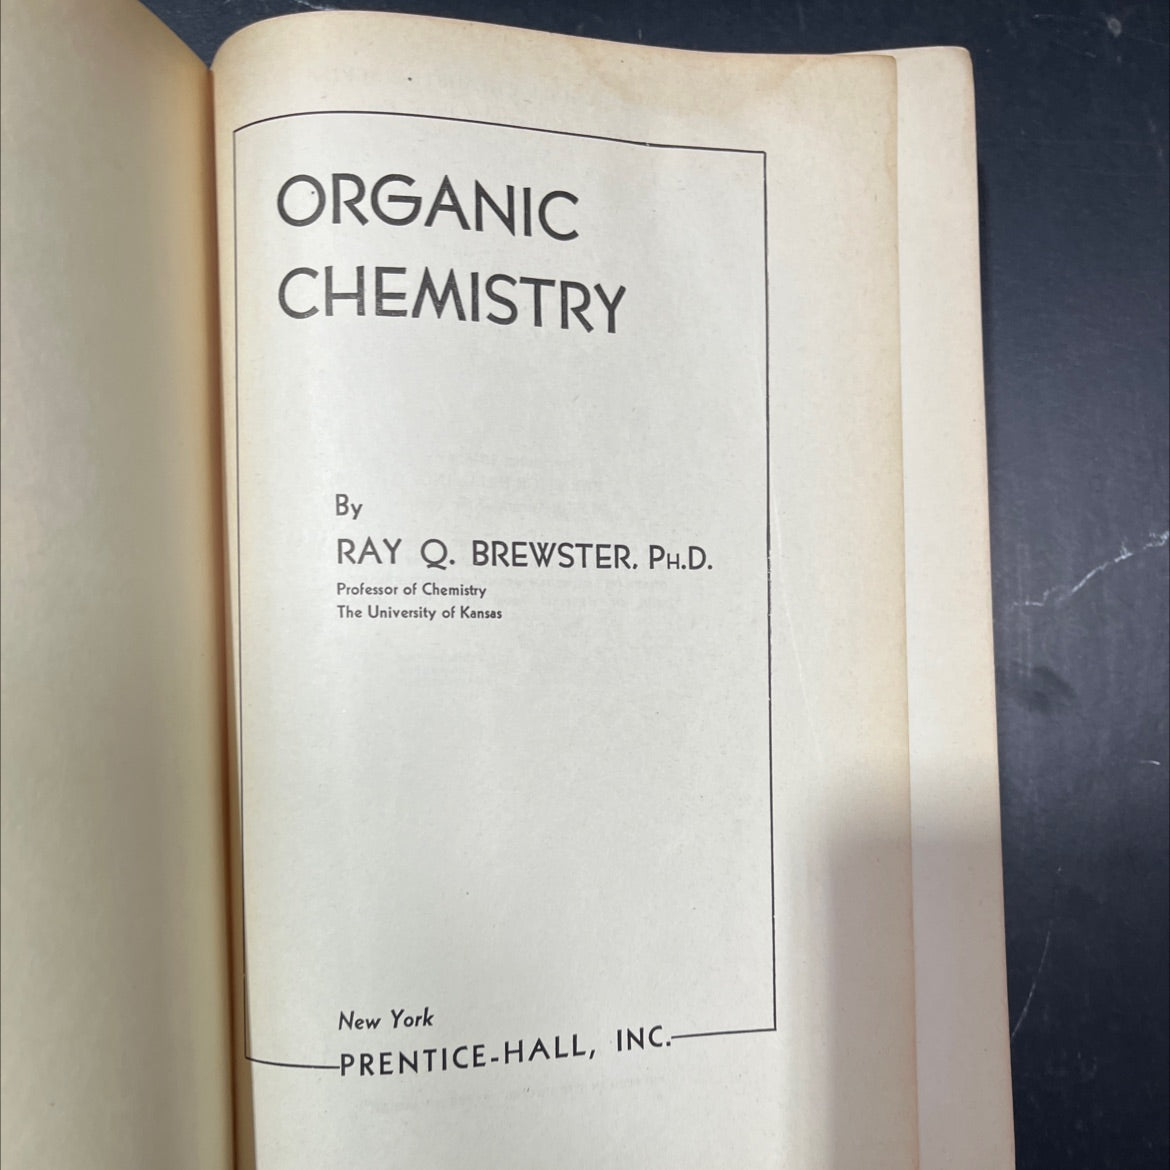 ORGANIC
CHEMISTRY
By
RAY Q. BREWSTER, PH.D.
Professor of Chemistry
The University of Kansas
New York
PRENTICE-HALL, INC.